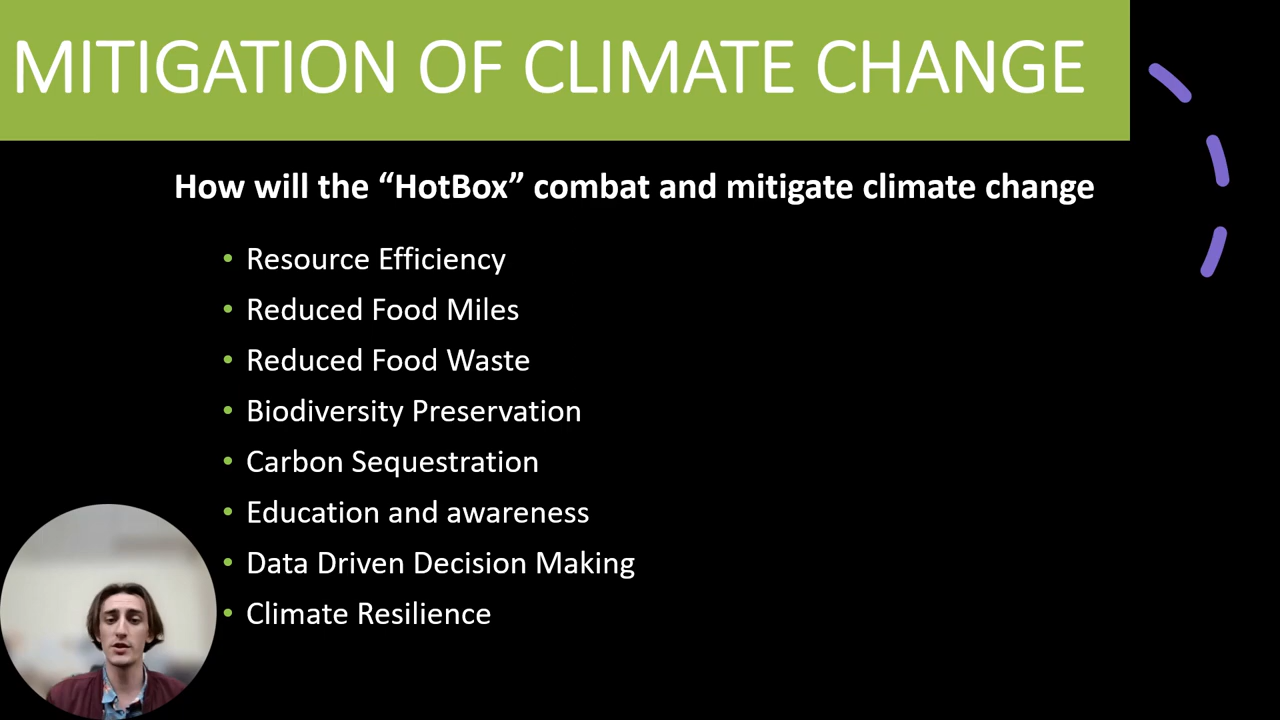 MITIGATION OF CLIMATE CHANGE
How will the “HotBox” combat and mitigate climate change
• Resource Efficiency
• Reduced Food Miles
• Reduced Food Waste
• Biodiversity Preservation
• Carbon Sequestration
• Education and awareness
• Data Driven Decision Making
• Climate Resilience